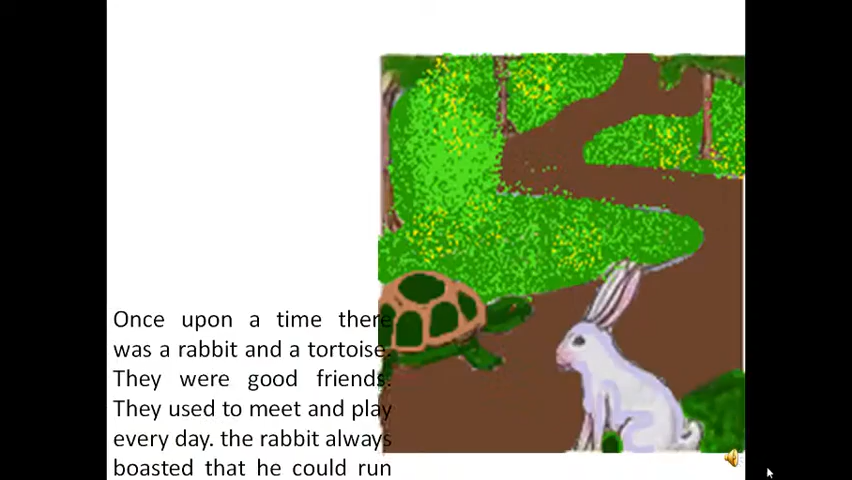 Once upon a time there
was a rabbit and a tortoise.
They were good friends.
They used to meet and play
every day. the rabbit always
boasted that he could run